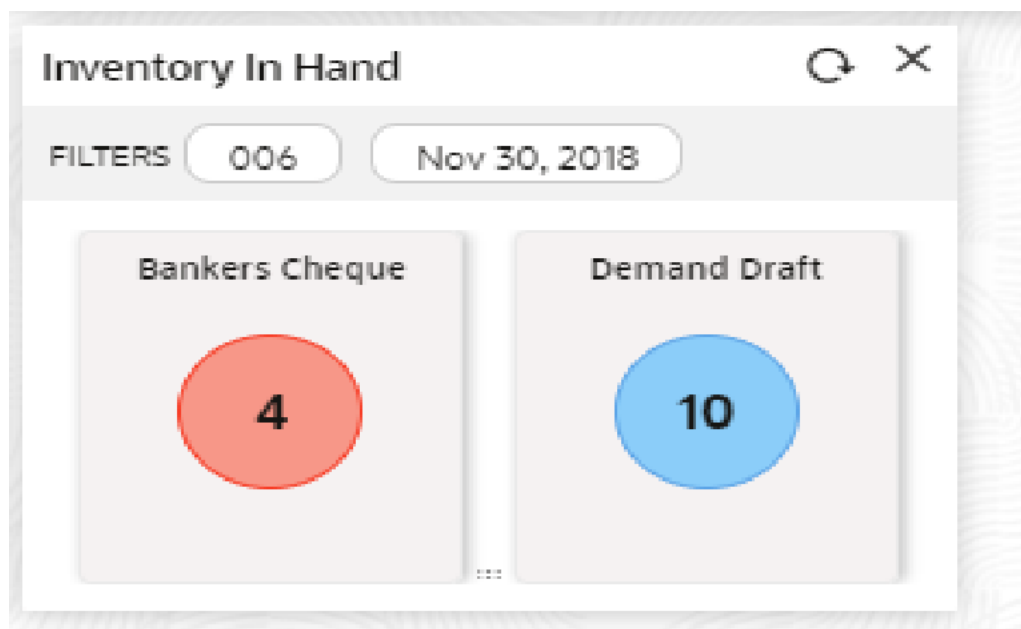 Inventory In Hand
FILTERS 006 Nov 30, 2018
Bankers Cheque Demand Draft
4 10